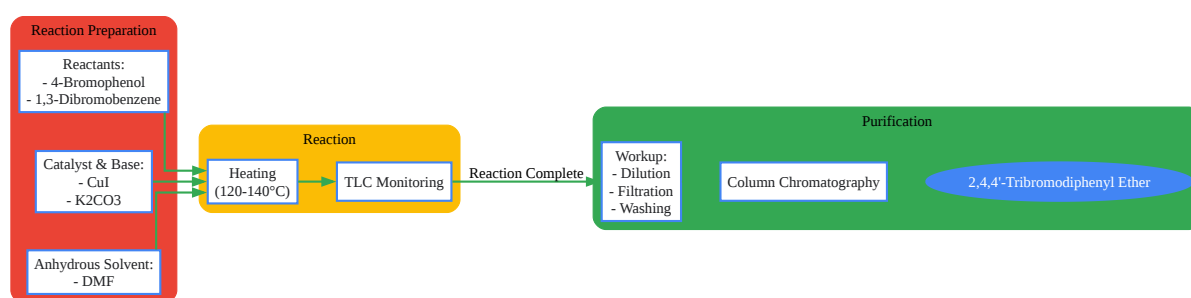 Reaction Preparation
Reactants:
- 4-Bromophenol
- 1,3-Dibromobenzene
Catalyst & Base:
- CuI
- K2CO3
Anhydrous Solvent:
- DMF
Reaction
Heating
(120-140°C)
TLC Monitoring
Reaction Complete
Purification
Workup:
- Dilution
- Filtration
- Washing
Column Chromatography
2,4,4'-Tribromodiphenyl Ether